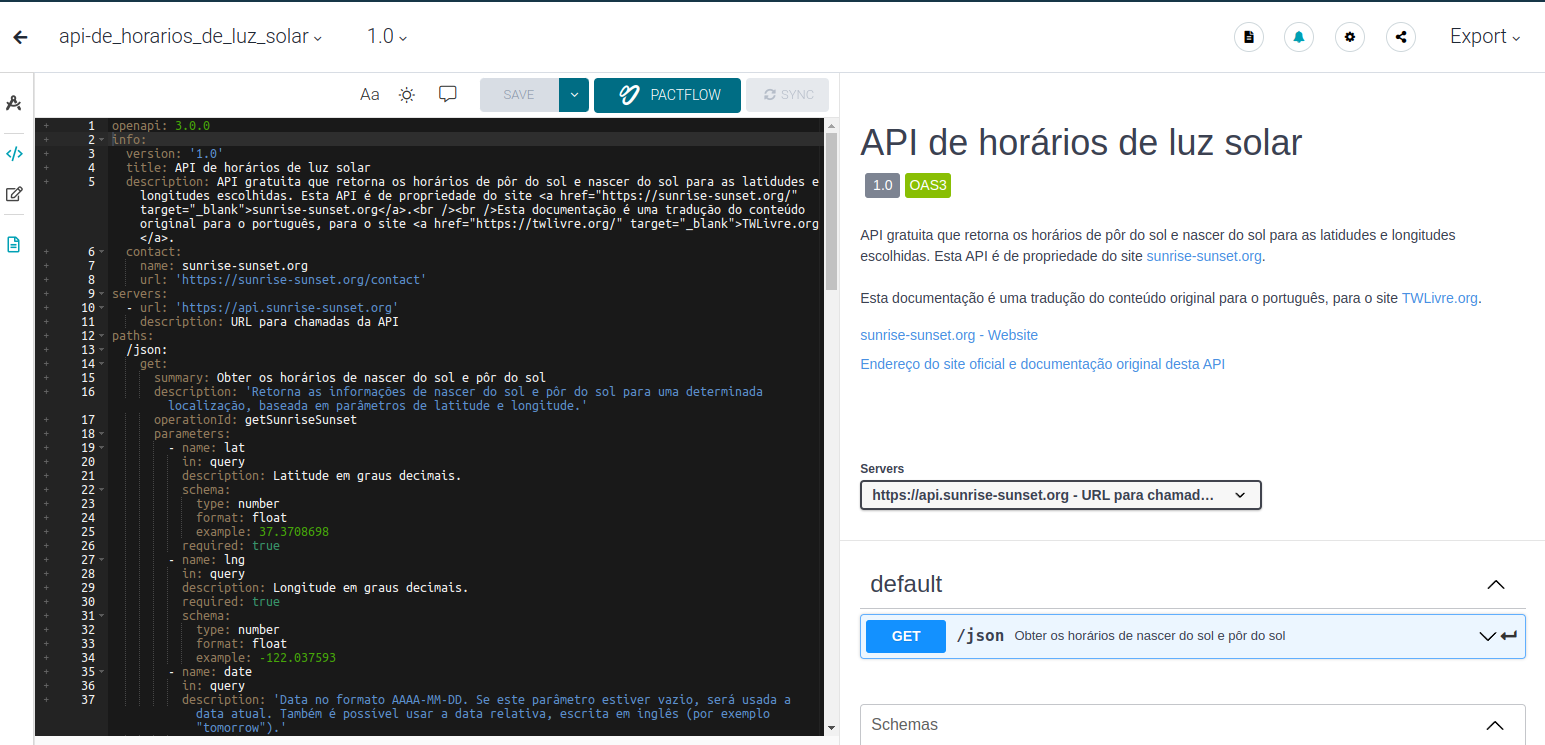 api-de_horarios_de_luz_solar
1.0
Export
Aa
SAVE
PACTFLOW
SYNC
1 openapi: 3.0.0
2 info:
3 version: '1.0'
4 title: API de horários de luz solar
5 description: API gratuita que retorna os horários de pôr do sol e nascer do sol para as latidudes e
longitudes escolhidas. Esta API é de propriedade do site <a href="https://sunrise-sunset.org/"
target="_blank">sunrise-sunset.org</a>.<br /><br />Esta documentação é uma tradução do conteúdo
original para o português, para o site <a href="https://twlivre.org/" target="_blank">TWLivre.org
</a>.
6 contact:
7 name: sunrise-sunset.org
8 url: 'https://sunrise-sunset.org/contact'
9 servers:
10 - url: 'https://api.sunrise-sunset.org'
11 description: URL para chamadas da API
12 paths:
13 /json:
14 get:
15 summary: Obter os horários de nascer do sol e pôr do sol
16 description: 'Retorna as informações de nascer do sol e pôr do sol para uma determinada
localização, baseada em parâmetros de latitude e longitude.'
17 operationId: getSunriseSunset
18 parameters:
19 - name: lat
20 in: query
21 description: Latitude em graus decimais.
22 schema:
23 type: number
24 format: float
25 example: 37.3708698
26 required: true
27 - name: lng
28 in: query
29 description: Longitude em graus decimais.
30 required: true
31 schema:
32 type: number
33 format: float
34 example: -122.037593
35 - name: date
36 in: query
37 description: 'Data no formato AAAA-MM-DD. Se este parâmetro estiver vazio, será usada a
data atual. Também é possível usar a data relativa, escrita em inglês (por exemplo
"tomorrow").'
API de horários de luz solar
1.0 OAS3
API gratuita que retorna os horários de pôr do sol e nascer do sol para as latidudes e longitudes
escolhidas. Esta API é de propriedade do site sunrise-sunset.org.
Esta documentação é uma tradução do conteúdo original para o português, para o site TWLivre.org.
sunrise-sunset.org - Website
Endereço do site oficial e documentação original desta API
Servers
https://api.sunrise-sunset.org - URL para chamad...
default
GET /json Obter os horários de nascer do sol e pôr do sol
Schemas